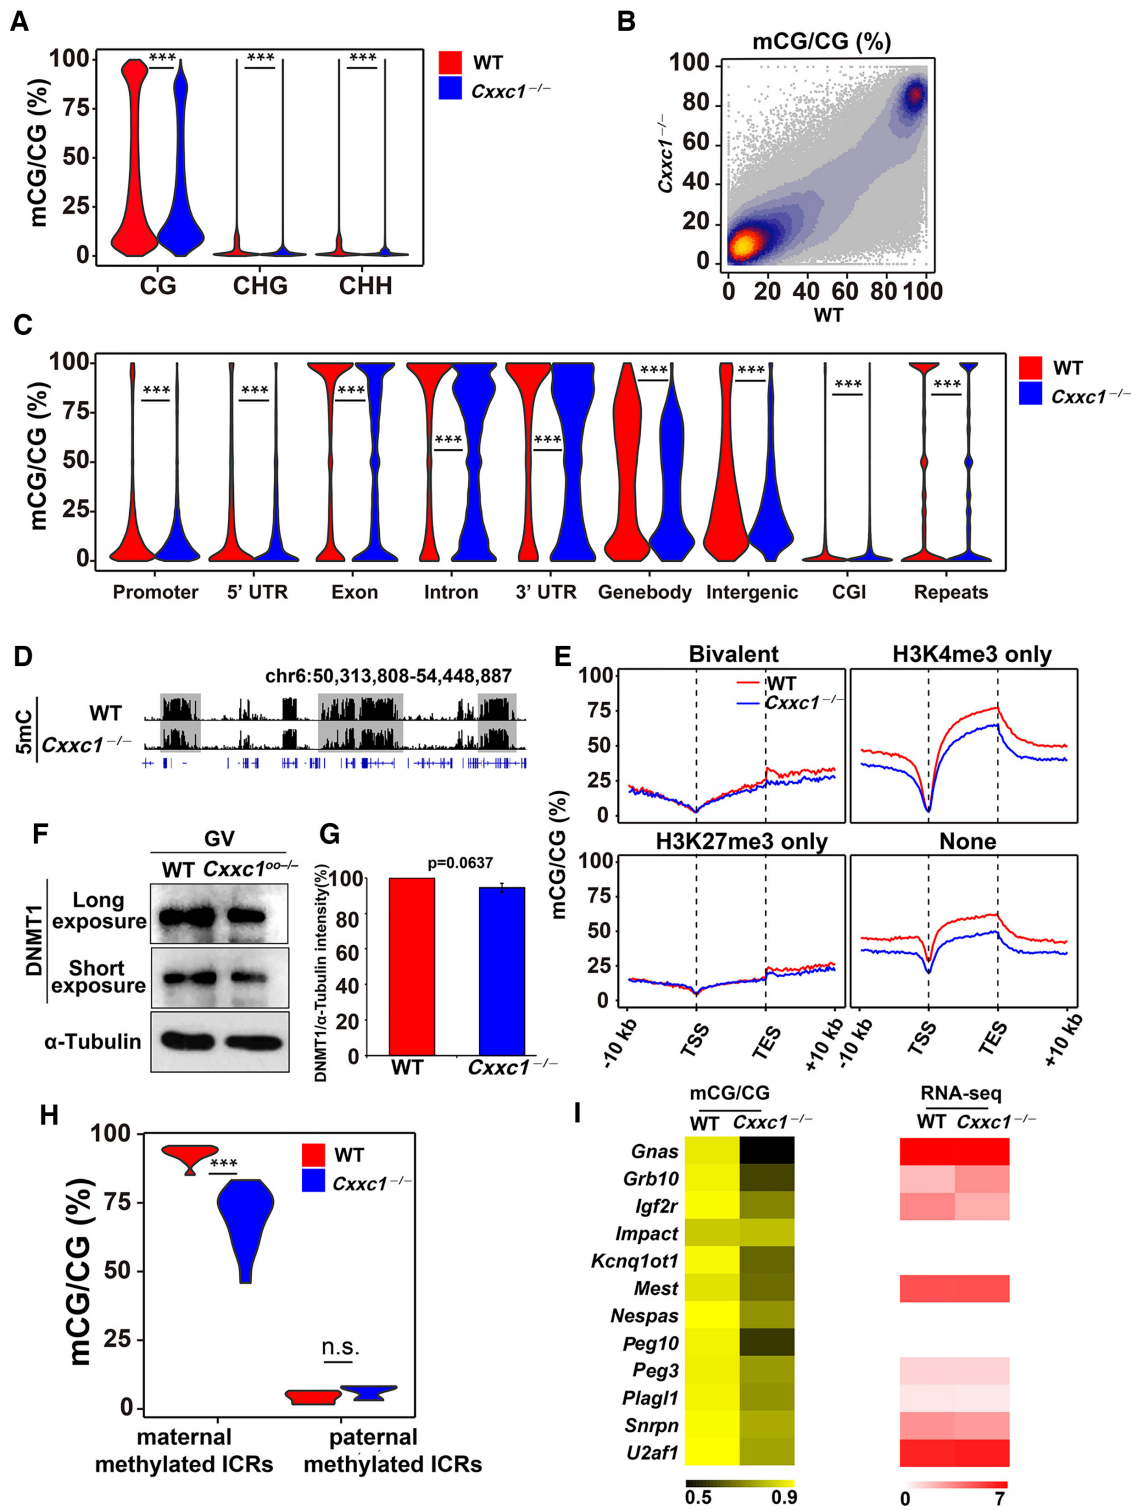 A
100
75
50
25
0
mCG/CG (%)
***
***
***
CG
CHG
CHH
WT
Cxxc1−/−
B
mCG/CG (%)
100
80
60
40
20
0
Cxxc1−/−
0 20 40 60 80 100
WT
C
100
75
50
25
0
mCG/CG (%)
***
***
***
***
***
***
***
***
***
Promoter
5’ UTR
Exon
Intron
3’ UTR
Genebody
Intergenic
CGI
Repeats
WT
Cxxc1−/−
D
chr6:50,313,808-54,448,887
5mC
WT
Cxxc1−/−
E
Bivalent
H3K4me3 only
WT
Cxxc1−/−
100
75
50
25
0
H3K27me3 only
None
100
75
50
25
0
mCG/CG (%)
-10 kb
TSS
TES
+10 kb
-10 kb
TSS
TES
+10 kb
F
GV
WT Cxxc1oo−/−
DNMT1
Long
exposure
Short
exposure
α-Tubulin
G
p=0.0637
DNMT1/α-Tubulin intensity(%)
100
80
60
40
20
0
WT
Cxxc1−/−
H
100
75
50
25
0
mCG/CG (%)
***
n.s.
WT
Cxxc1−/−
maternal
methylated ICRs
paternal
methylated ICRs
I
mCG/CG
WT Cxxc1−/−
RNA-seq
WT Cxxc1−/−
Gnas
Grb10
Igf2r
Impact
Kcnq1ot1
Mest
Nespas
Peg10
Peg3
Plagl1
Snrpn
U2af1
0.5 0.9
0 7